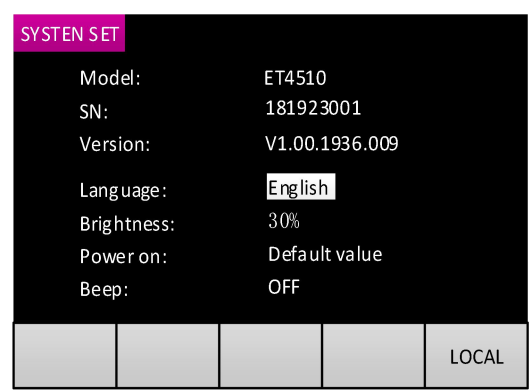 SYSTEN SET
Model: ET4510
SN: 181923001
Version: V1.00.1936.009
Language: English
Brightness: 30%
Power on: Default value
Beep: OFF
LOCAL